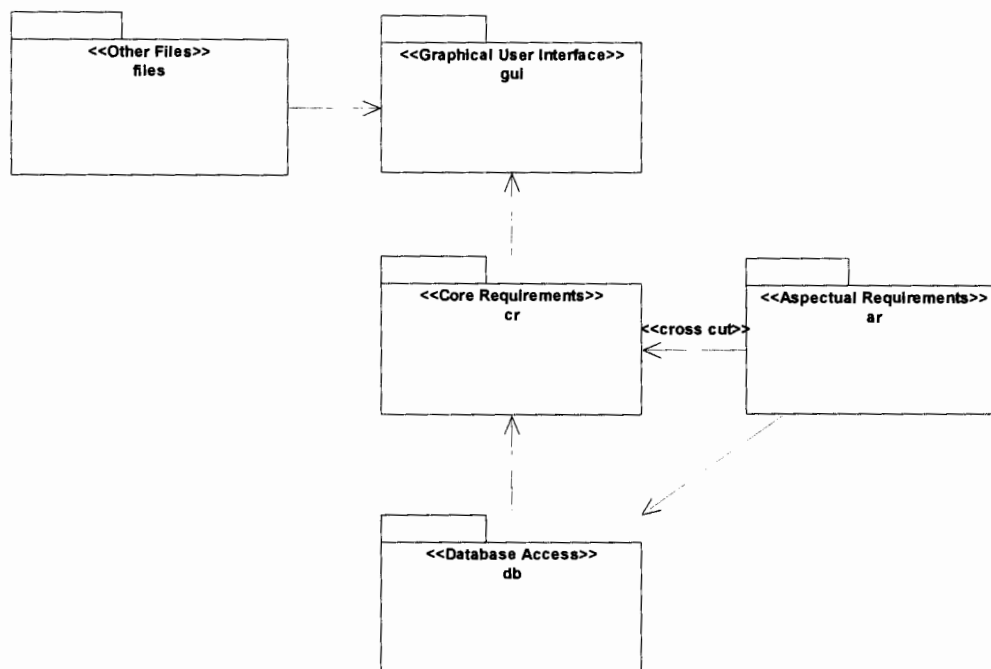 <<Other Files>>
files
<<Graphical User Interface>>
gui
<<Core Requirements>>
cr
<<cross cut>>
<<Aspectual Requirements>>
ar
<<Database Access>>
db